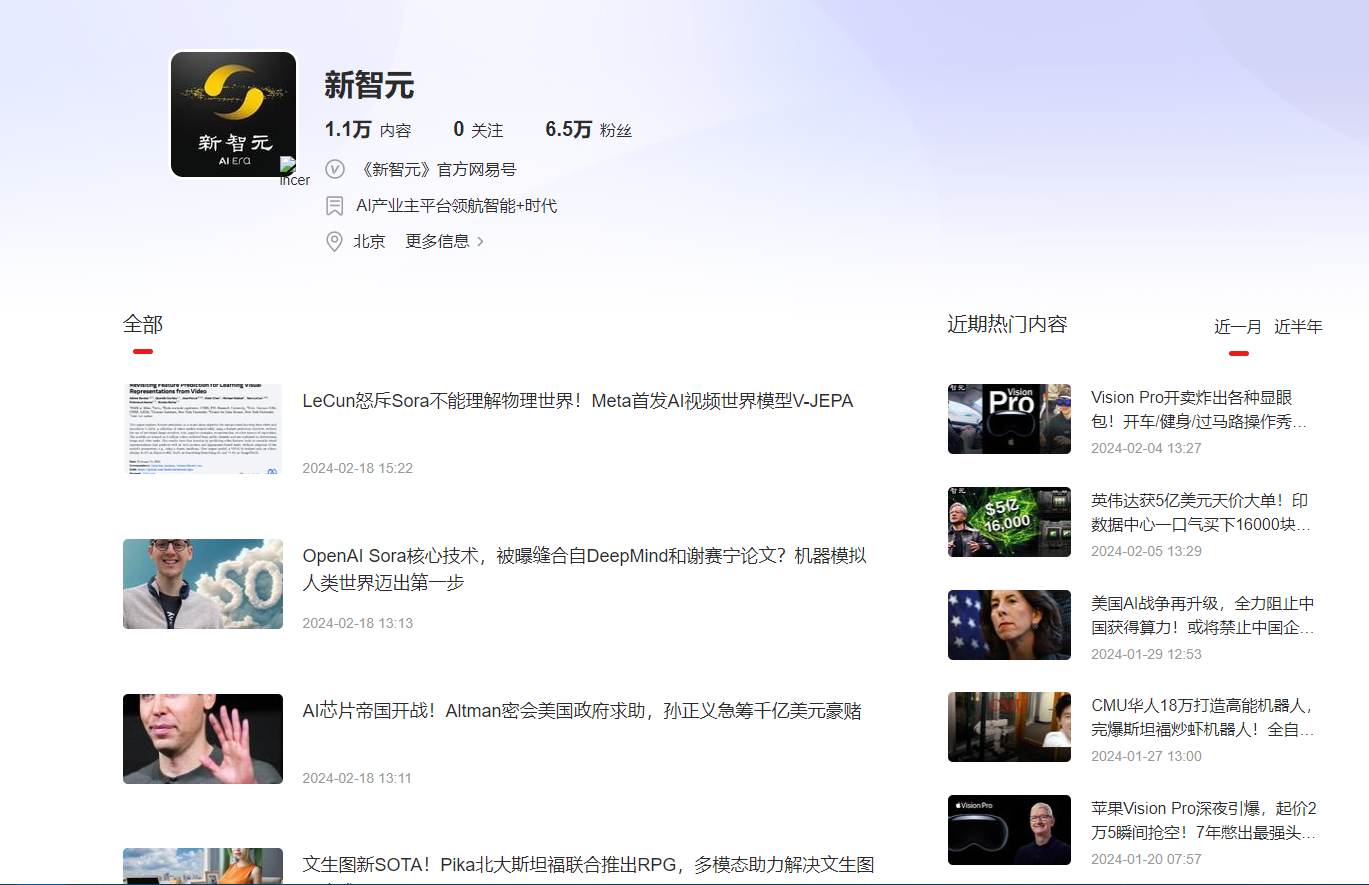 新智元
AI ERA
incer
新智元
1.1万 内容 0 关注 6.5万 粉丝
《新智元》官方网易号
AI产业主平台领航智能+时代
北京 更多信息
全部
Revisiting Feature Prediction for Learning Visual
Representations from Video
LeCun怒斥Sora不能理解物理世界！Meta首发AI视频世界模型V-JEPA
2024-02-18 15:22
SO
OpenAI Sora核心技术，被曝缝合自DeepMind和谢赛宁论文？机器模拟
人类世界迈出第一步
2024-02-18 13:13
AI芯片帝国开战！Altman密会美国政府求助，孙正义急筹千亿美元豪赌
2024-02-18 13:11
文生图新SOTA！Pika北大斯坦福联合推出RPG，多模态助力解决文生图
近期热门内容 近一月 近半年
智元
Vision
Pro
Vision Pro开卖炸出各种显眼
包！开车/健身/过马路操作秀...
2024-02-04 13:27
智元
$5亿
16,000
英伟达获5亿美元天价大单！印
数据中心一口气买下16000块...
2024-02-05 13:29
美国AI战争再升级，全力阻止中
国获得算力！或将禁止中国企...
2024-01-29 12:53
CMU
CMU华人18万打造高能机器人，
完爆斯坦福炒虾机器人！全自...
2024-01-27 13:00
Vision Pro
苹果Vision Pro深夜引爆，起价2
万5瞬间抢空！7年憋出最强头...
2024-01-20 07:57